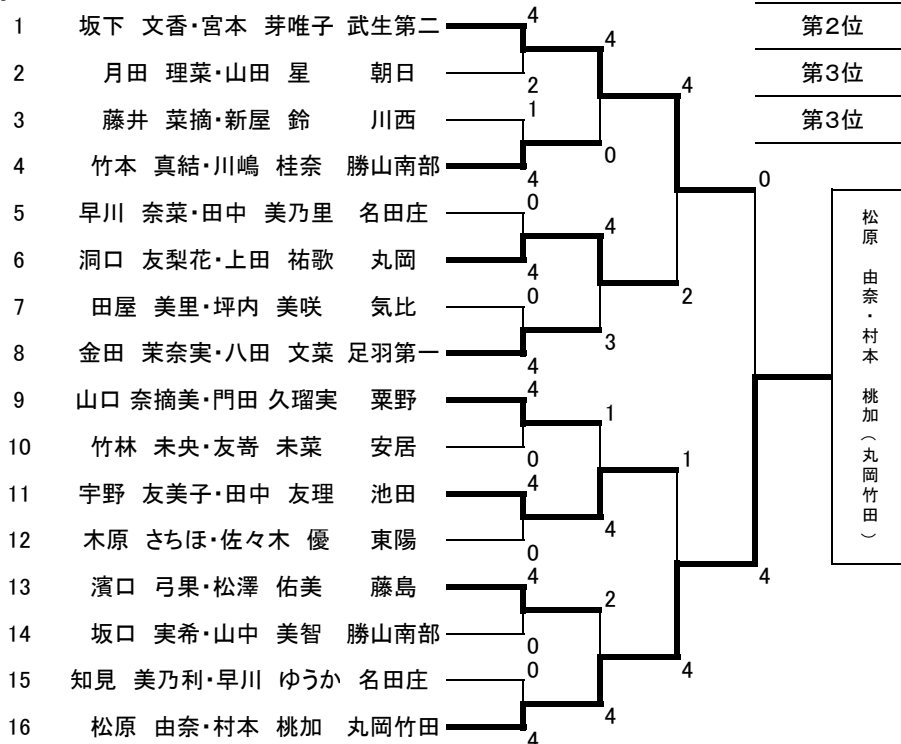 1 坂下 文香・宮本 芽唯子 武生第二
2 月田 理菜・山田 星 朝日
3 藤井 菜摘・新屋 鈴 川西
4 竹本 真結・川嶋 桂奈 勝山南部
5 早川 奈菜・田中 美乃里 名田庄
6 洞口 友梨花・上田 祐歌 丸岡
7 田屋 美里・坪内 美咲 気比
8 金田 茉奈実・八田 文菜 足羽第一
9 山口 奈摘美・門田 久瑠実 粟野
10 竹林 未央・友嵜 未菜 安居
11 宇野 友美子・田中 友理 池田
12 木原 さちほ・佐々木 優 東陽
13 濱口 弓果・松澤 佑美 藤島
14 坂口 実希・山中 美智 勝山南部
15 知見 美乃利・早川 ゆうか 名田庄
16 松原 由奈・村本 桃加 丸岡竹田
4
2
1
4
0
4
0
4
4
0
4
0
4
0
0
4
4
0
4
3
1
4
2
4
4
2
1
4
0
4
第2位
第3位
第3位
松原 由奈・村本 桃加（丸岡竹田）